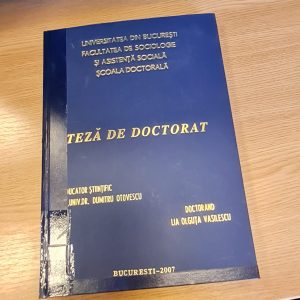 UNIVERSITATEA DIN BUCUREȘTI
FACULTATEA DE SOCIOLOGIE
ȘI ASISTENȚĂ SOCIALĂ
ȘCOALA DOCTORALĂ
TEZĂ DE DOCTORAT
DUCATOR ȘTIINȚIFIC
UNIV.DR. DUMITRU OTOVESCU
DOCTORAND
LIA OLGUȚA VASILESCU
BUCUREȘTI-2007